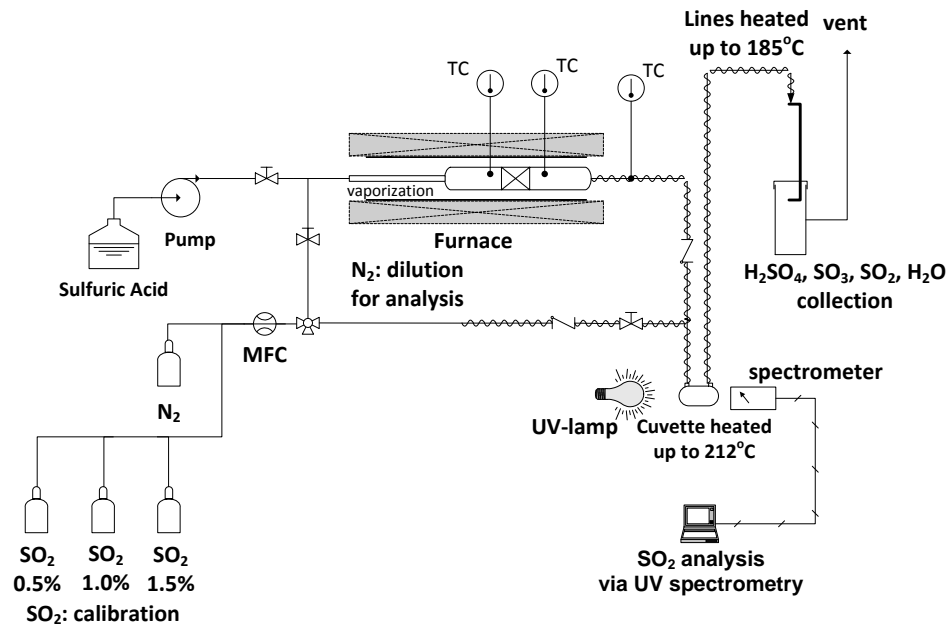 Lines heated
up to 185°C
vent
TC
TC
TC
vaporization
Pump
Sulfuric Acid
Furnace
N₂: dilution
for analysis
H₂SO₄, SO₃, SO₂, H₂O
collection
MFC
N₂
UV-lamp
spectrometer
Cuvette heated
up to 212°C
SO₂
0.5%
SO₂
1.0%
SO₂
1.5%
SO₂: calibration
SO₂ analysis
via UV spectrometry